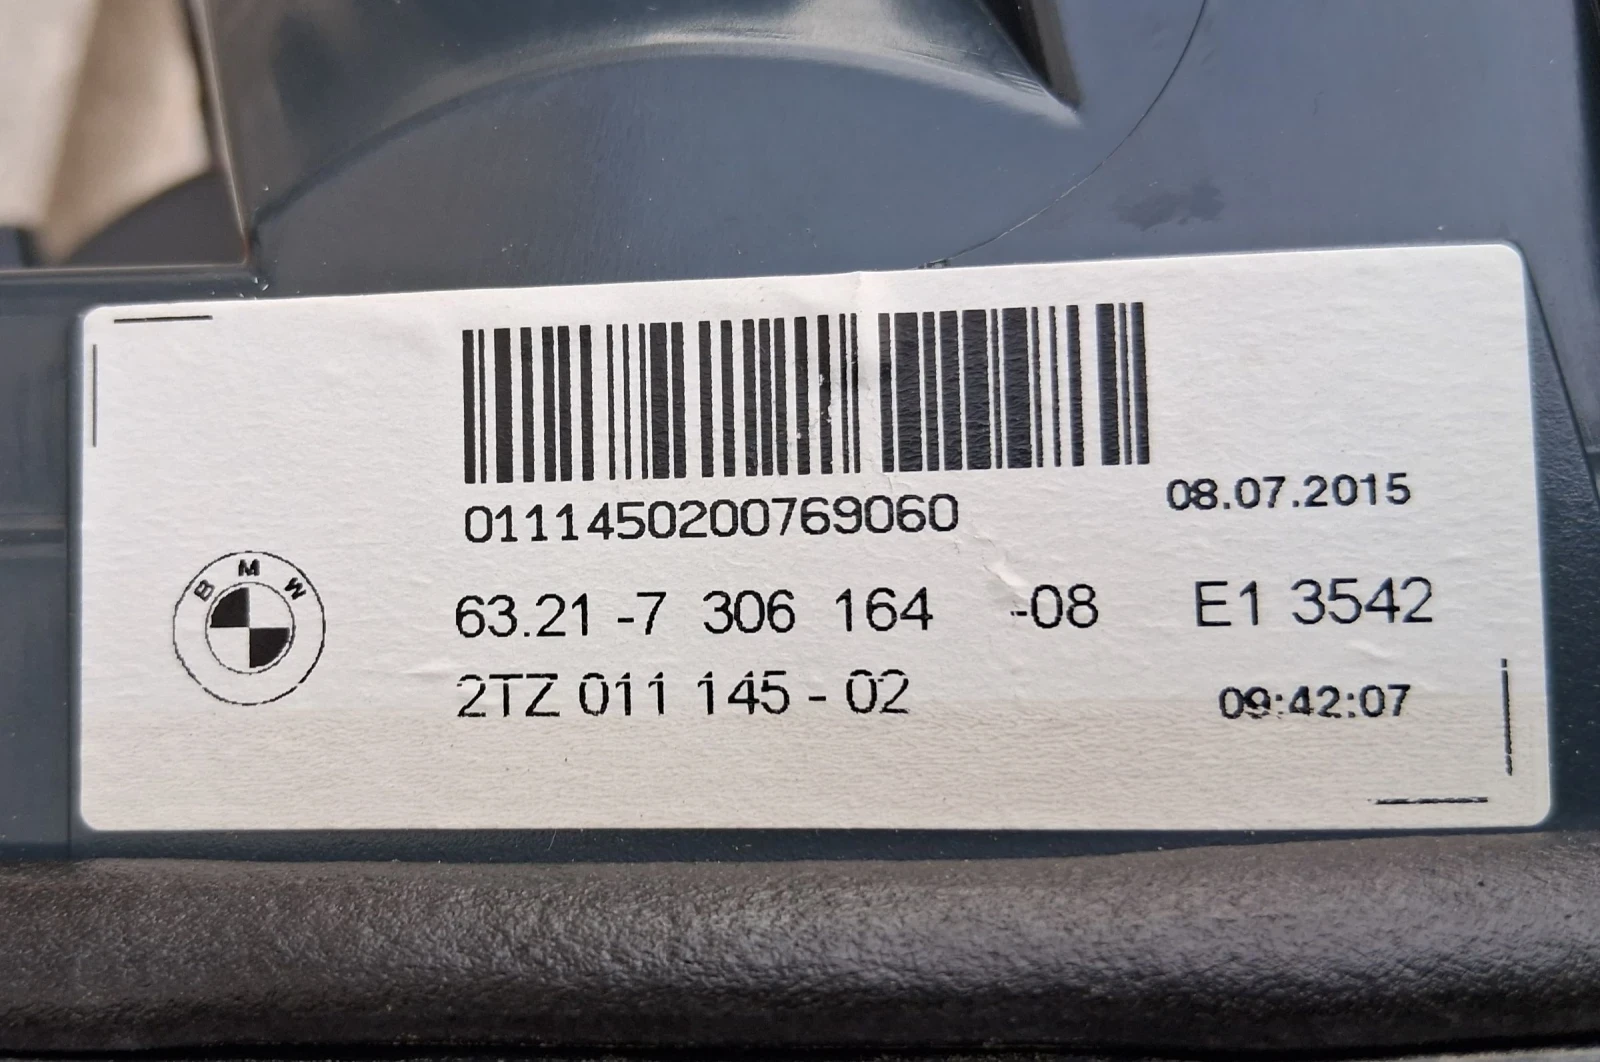 0111450200769060
08.07.2015
BMW
63.21 -7 306 164 -08 E1 3542
2TZ 011 145 - 02
09:42:07